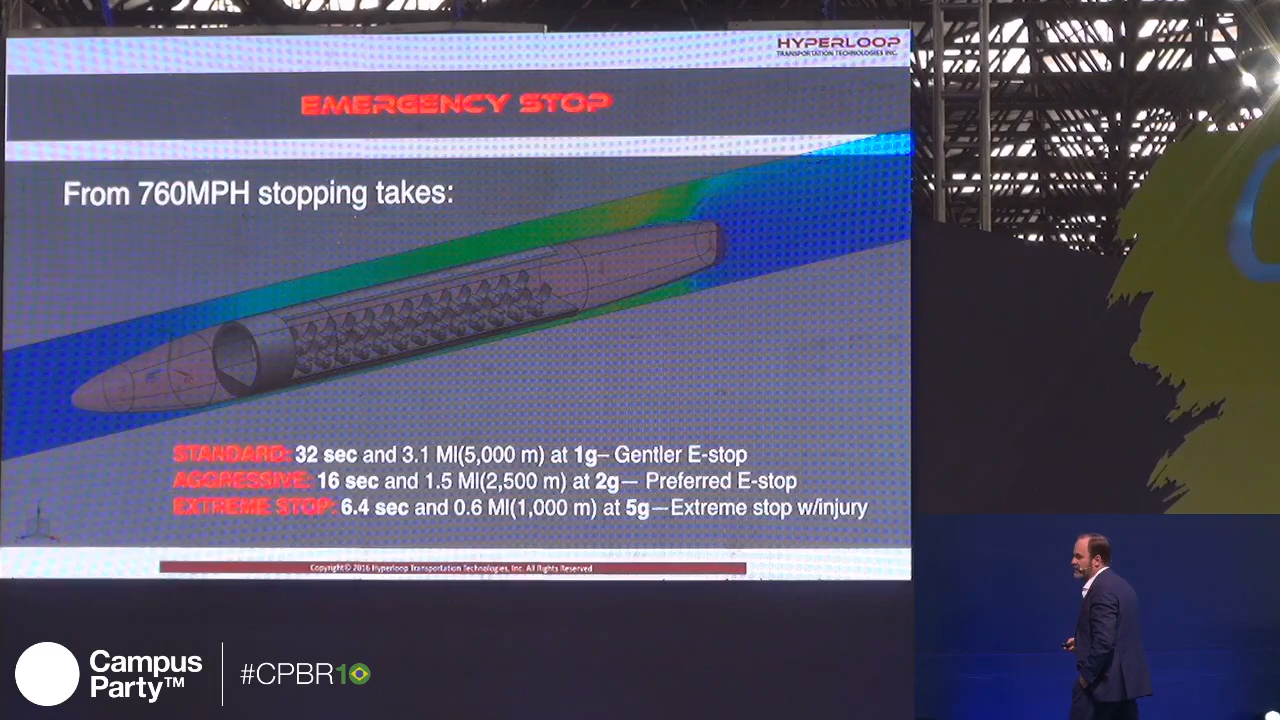 HYPERLOOP
TRANSPORTATION TECHNOLOGIES INC.
EMERGENCY STOP
From 760MPH stopping takes:
STANDARD: 32 sec and 3.1 MI(5,000 m) at 1g– Gentler E-stop
AGGRESSIVE: 16 sec and 1.5 MI(2,500 m) at 2g— Preferred E-stop
EXTREME STOP: 6.4 sec and 0.6 MI(1,000 m) at 5g—Extreme stop w/injury
Copyright© 2016 Hyperloop Transportation Technologies, Inc. All Rights Reserved
Campus
Party™
#CPBR10